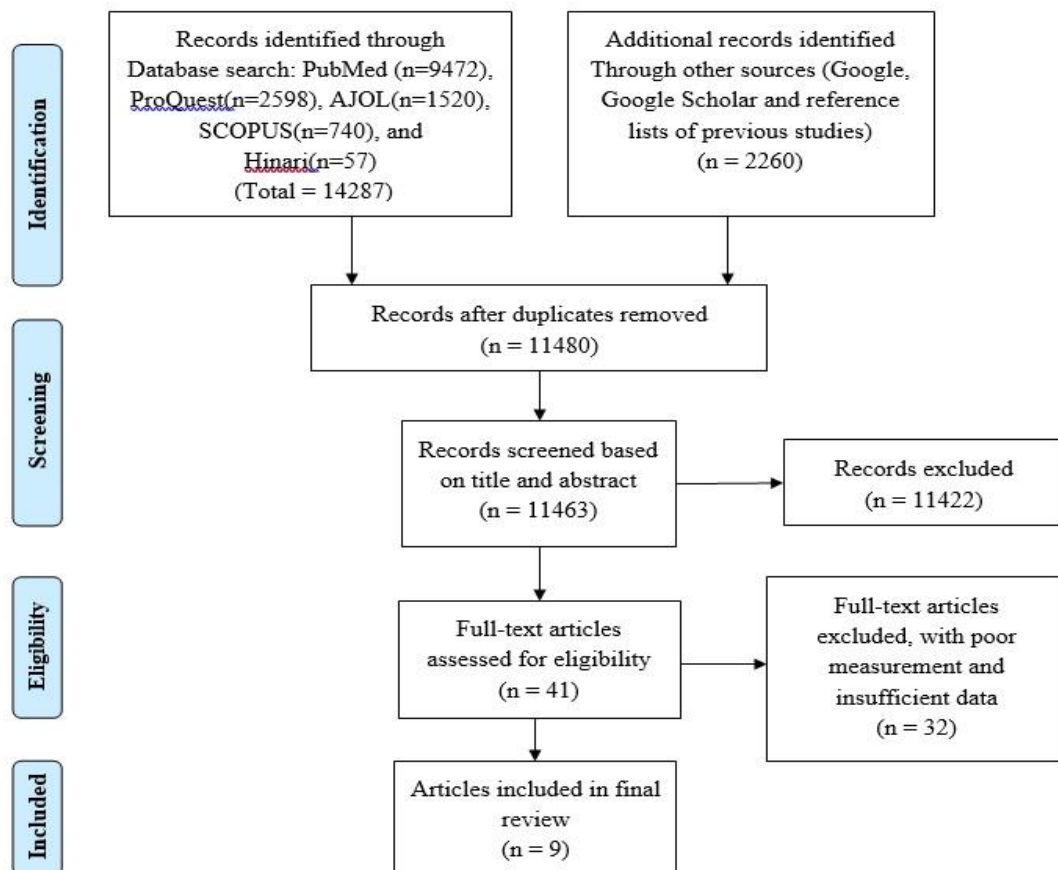 Identification
Records identified through
Database search: PubMed (n=9472),
ProQuest(n=2598), AJOL(n=1520),
SCOPUS(n=740), and
Hinari(n=57)
(Total = 14287)
Additional records identified
Through other sources (Google,
Google Scholar and reference
lists of previous studies)
(n = 2260)
Records after duplicates removed
(n = 11480)
Screening
Records screened based
on title and abstract
(n = 11463)
Records excluded
(n = 11422)
Eligibility
Full-text articles
assessed for eligibility
(n = 41)
Full-text articles
excluded, with poor
measurement and
insufficient data
(n = 32)
Included
Articles included in final
review
(n = 9)